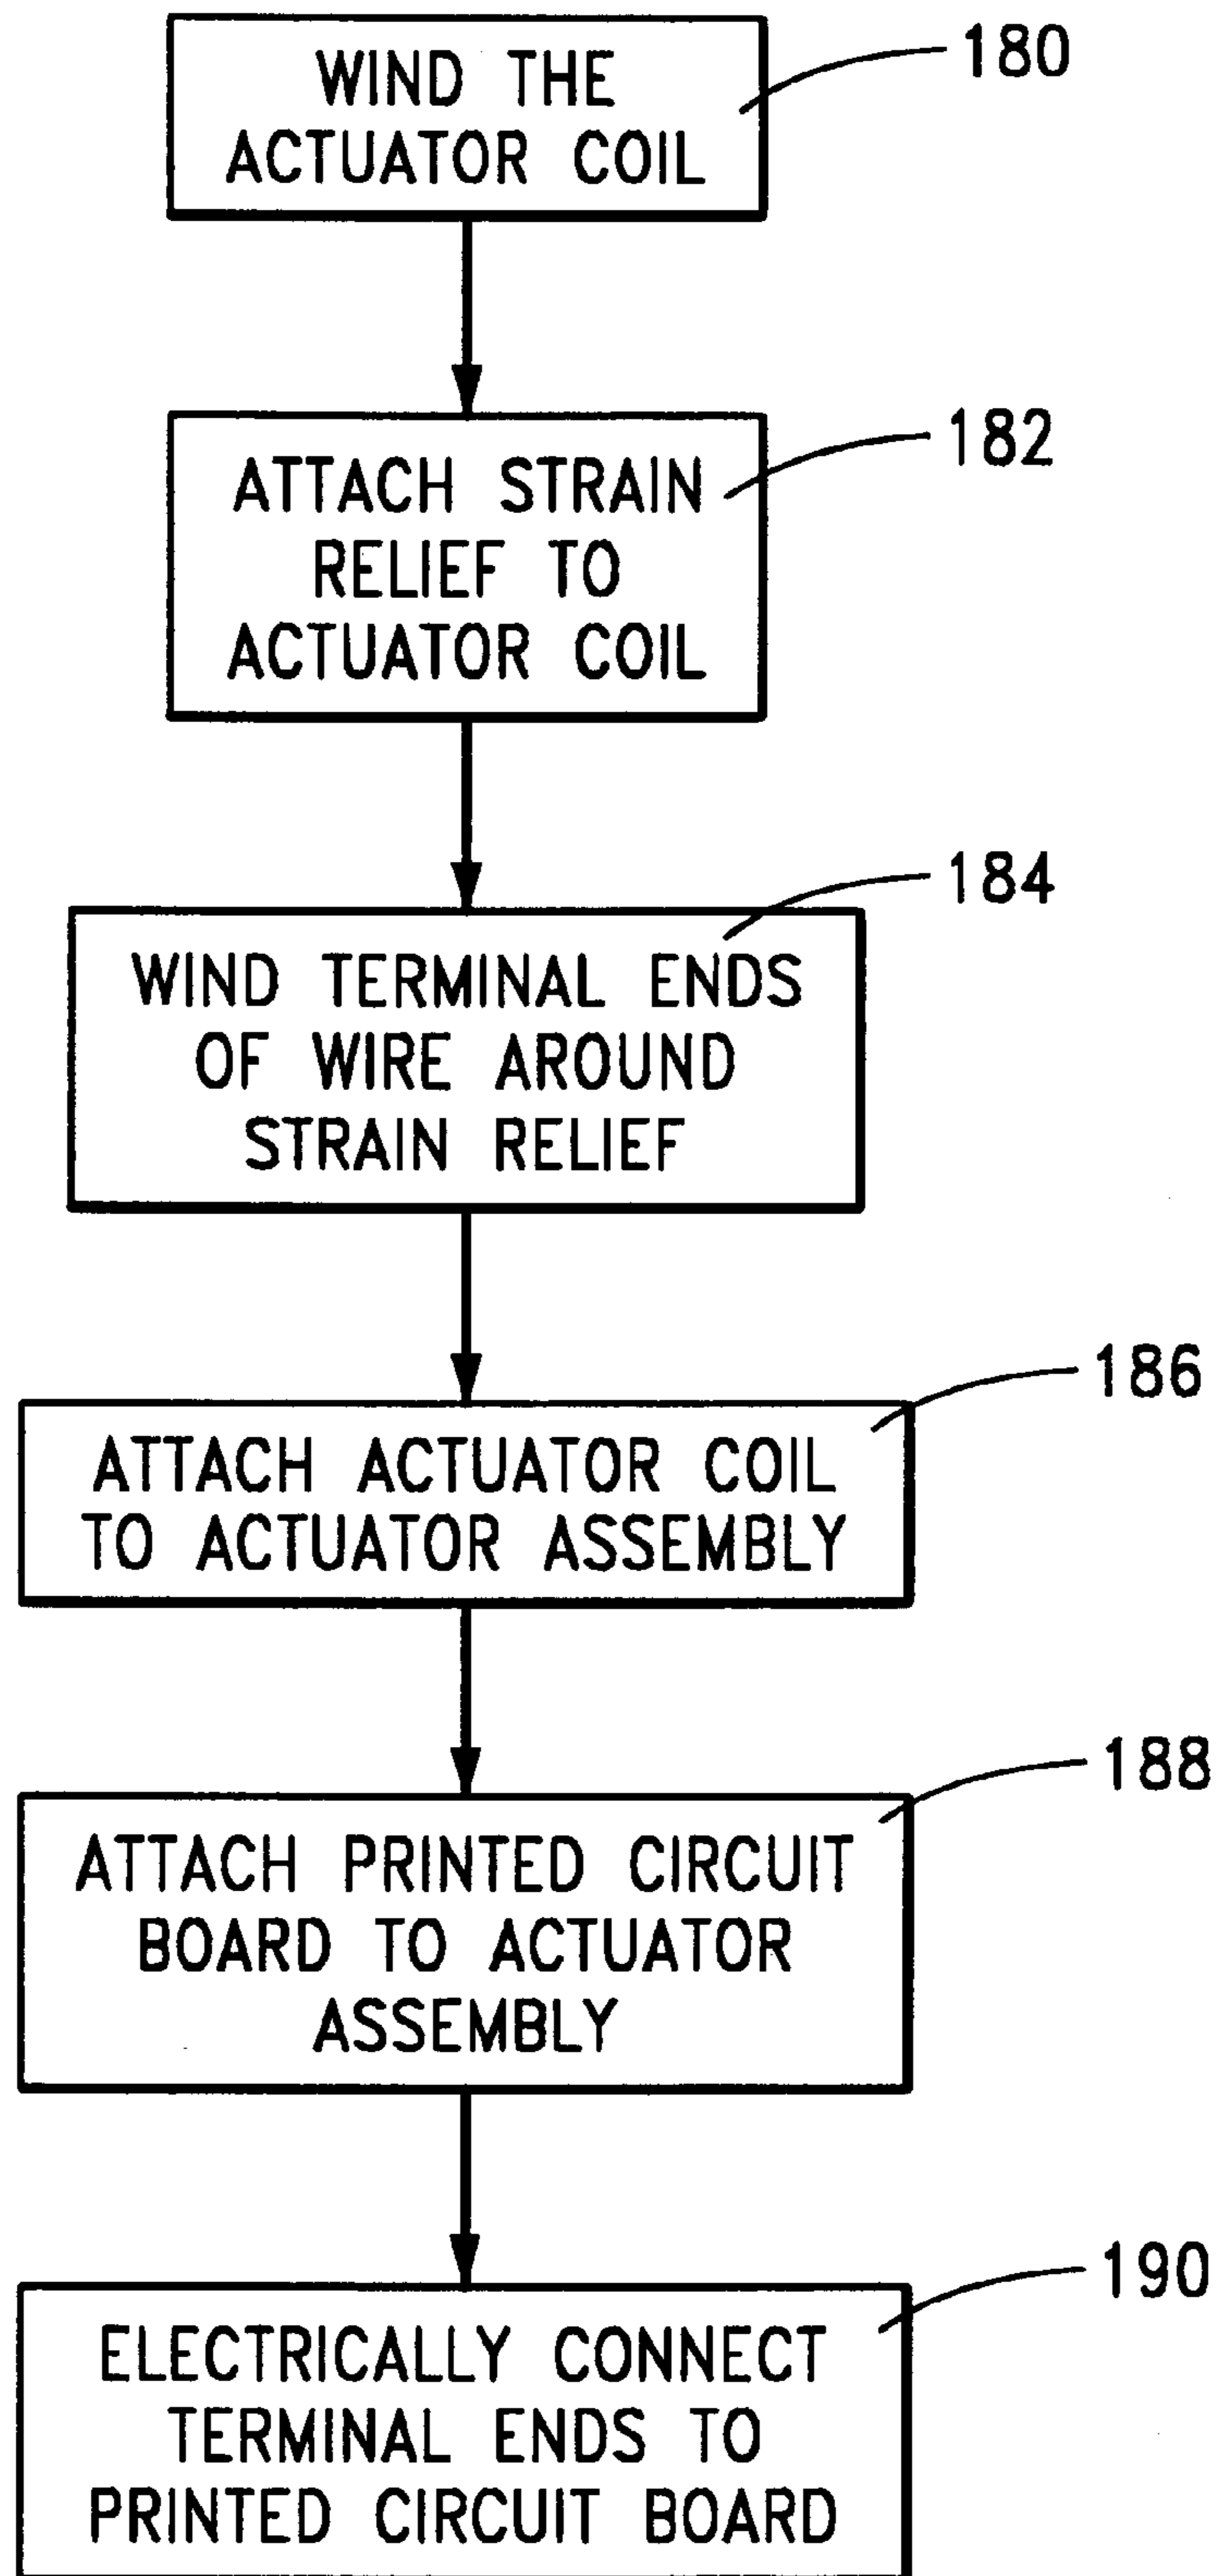 WIND THE
ACTUATOR COIL
180
ATTACH STRAIN
RELIEF TO
ACTUATOR COIL
182
WIND TERMINAL ENDS
OF WIRE AROUND
STRAIN RELIEF
184
ATTACH ACTUATOR COIL
TO ACTUATOR ASSEMBLY
186
ATTACH PRINTED CIRCUIT
BOARD TO ACTUATOR
ASSEMBLY
188
ELECTRICALLY CONNECT
TERMINAL ENDS TO
PRINTED CIRCUIT BOARD
190